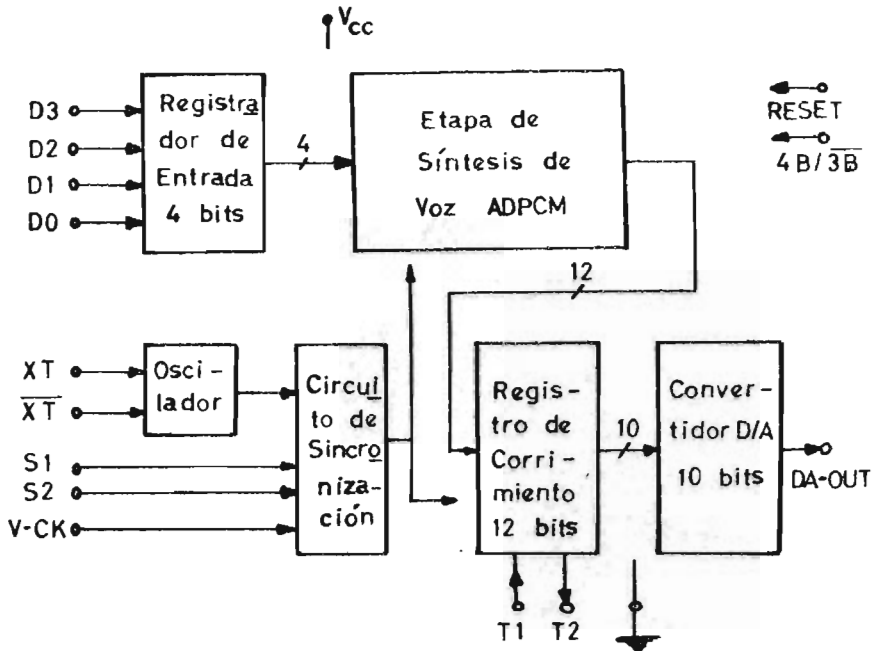 Vcc
D3
D2
D1
D0
Registra
dor de
Entrada
4 bits
4
Etapa de
Síntesis de
Voz ADPCM
RESET
4B/3B̅
12
XT
X̅T̅
Osci-
lador
S1
S2
V-CK
Circui
to de
Sincro
niza-
ción
Regis-
tro de
Corri-
miento
12 bits
10
Conver-
tidor D/A
10 bits
DA-OUT
T1
T2